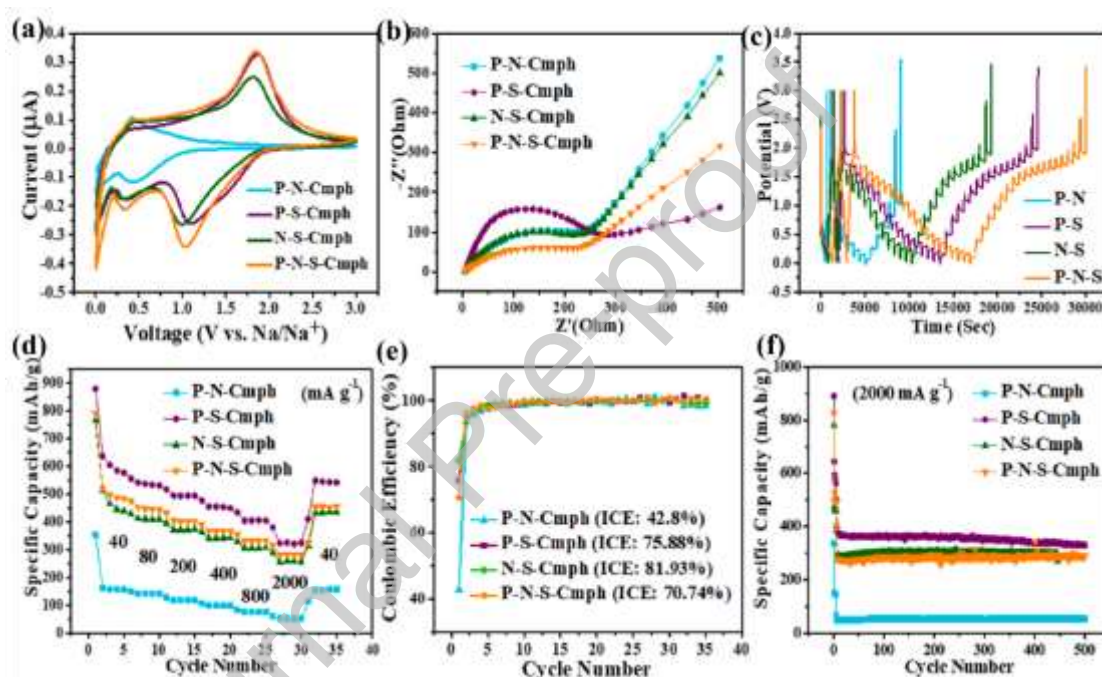 (a)
Current (μA)
0.4
0.3
0.2
0.1
0.0
-0.1
-0.2
-0.3
-0.4
-0.5
P-N-Cmph
P-S-Cmph
N-S-Cmph
P-N-S-Cmph
0.0 0.5 1.0 1.5 2.0 2.5 3.0
Voltage (V vs. Na/Na⁺)
(b)
-Z''(Ohm)
600
500
400
300
200
100
0
P-N-Cmph
P-S-Cmph
N-S-Cmph
P-N-S-Cmph
0 100 200 300 400 500 600
Z'(Ohm)
(c)
Potential (V)
4.0
3.5
3.0
2.5
2.0
1.5
1.0
0.5
0.0
-0.5
P-N
P-S
N-S
P-N-S
0 5000 10000 15000 20000 25000 30000
Time (Sec)
(d)
Specific Capacity (mAh/g)
900
800
700
600
500
400
300
200
100
0
P-N-Cmph
P-S-Cmph
N-S-Cmph
P-N-S-Cmph
(mA g⁻¹)
40
80
200
400
800
2000
40
0 5 10 15 20 25 30 35 40
Cycle Number
(e)
Coulombic Efficiency (%)
100
80
60
40
P-N-Cmph (ICE: 42.8%)
P-S-Cmph (ICE: 75.88%)
N-S-Cmph (ICE: 81.93%)
P-N-S-Cmph (ICE: 70.74%)
0 5 10 15 20 25 30 35 40
Cycle Number
(f)
Specific Capacity (mAh/g)
1000
800
600
400
200
0
(2000 mA g⁻¹)
P-N-Cmph
P-S-Cmph
N-S-Cmph
P-N-S-Cmph
0 100 200 300 400 500
Cycle Number
urnal Pre-proof